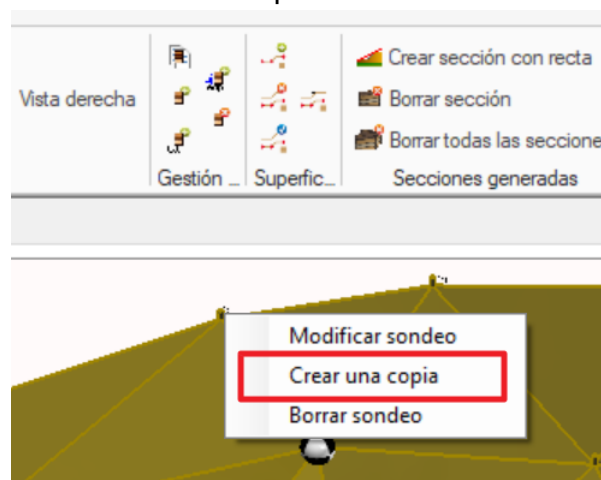 Vista derecha
Crear sección con recta
Borrar sección
Borrar todas las seccione
Gestión ...
Superfic...
Secciones generadas
Modificar sondeo
Crear una copia
Borrar sondeo